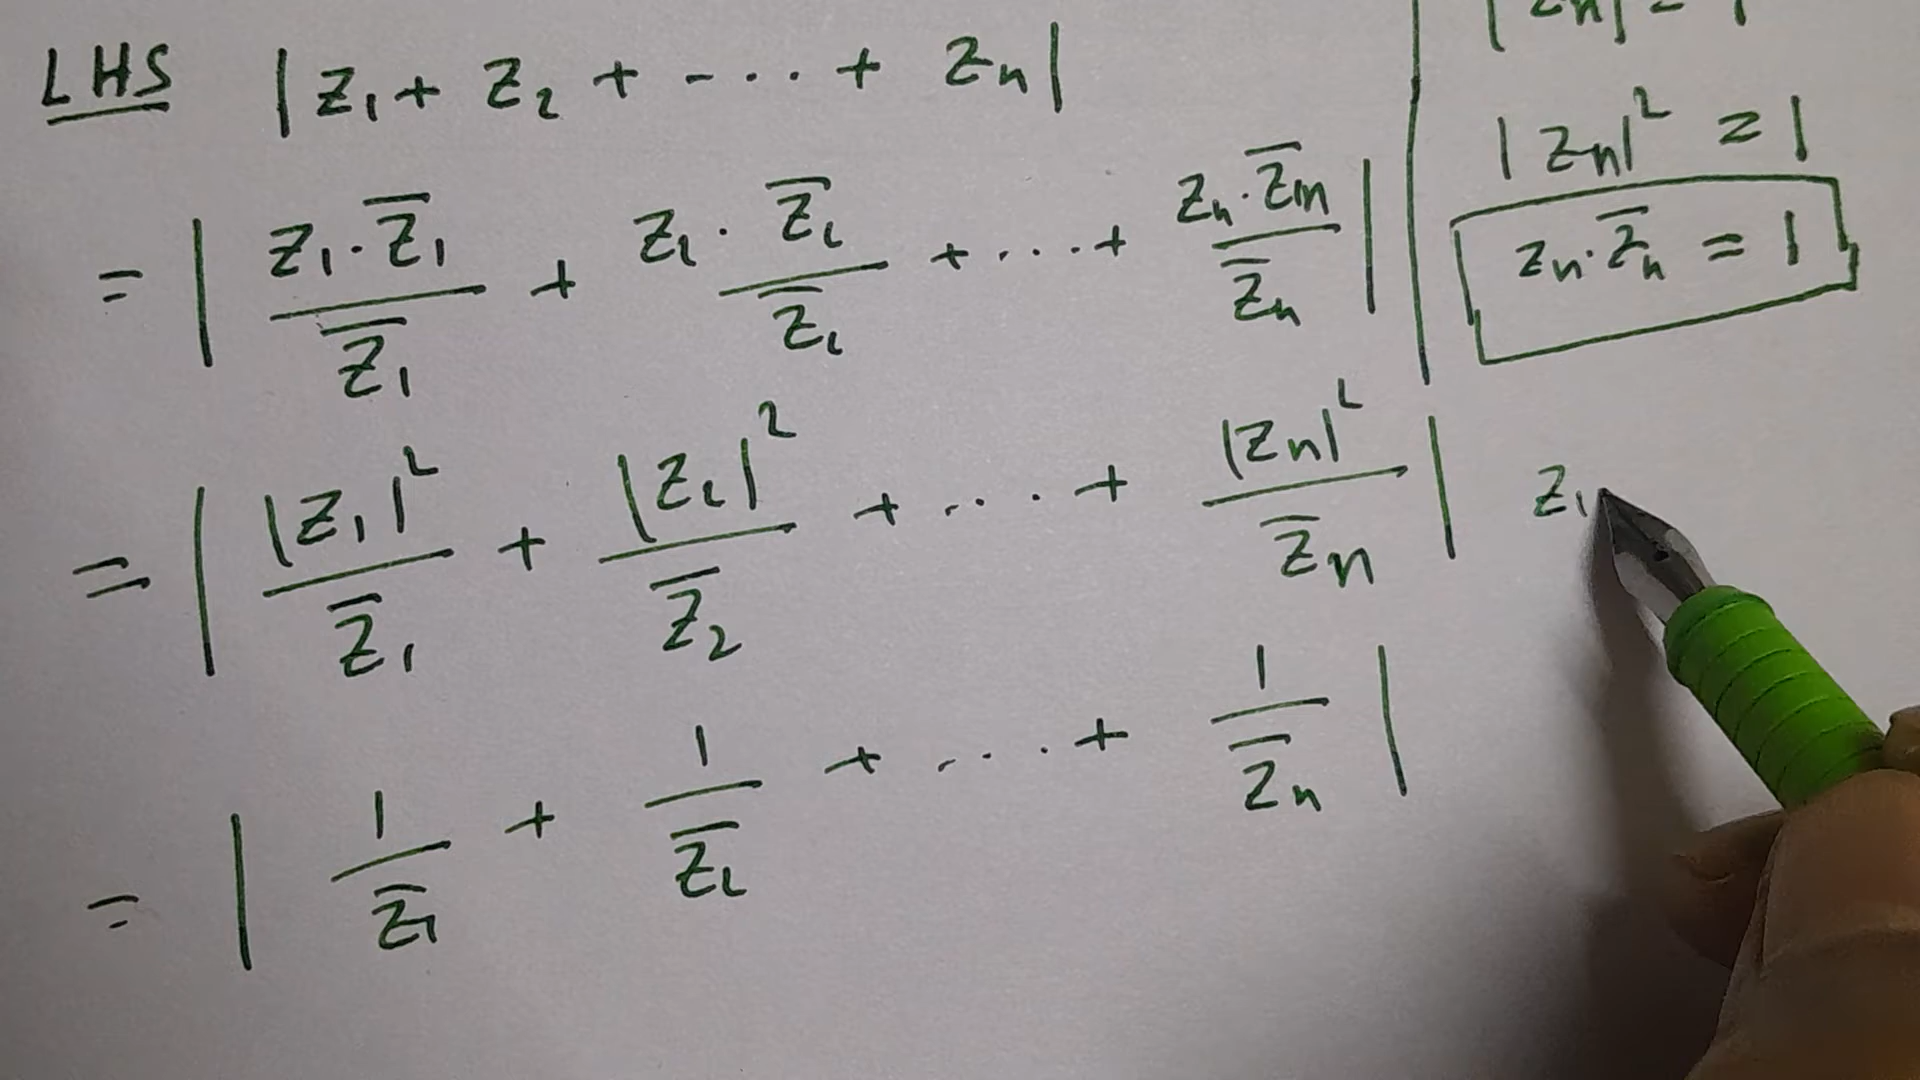 LHS |z₁ + z₂ + - ... + zₙ|
= | z₁·z̅₁/z̅₁ + z₂·z̅₂/z̅₂ + ... + zₙ·z̅ₙ/z̅ₙ |
= | |z₁|²/z̅₁ + |z₂|²/z̅₂ + ... + |zₙ|²/z̅ₙ |
= | 1/z̅₁ + 1/z̅₂ + ... + 1/z̅ₙ |
|zₙ| = 1
|zₙ|² = 1
zₙ·z̅ₙ = 1
z₁